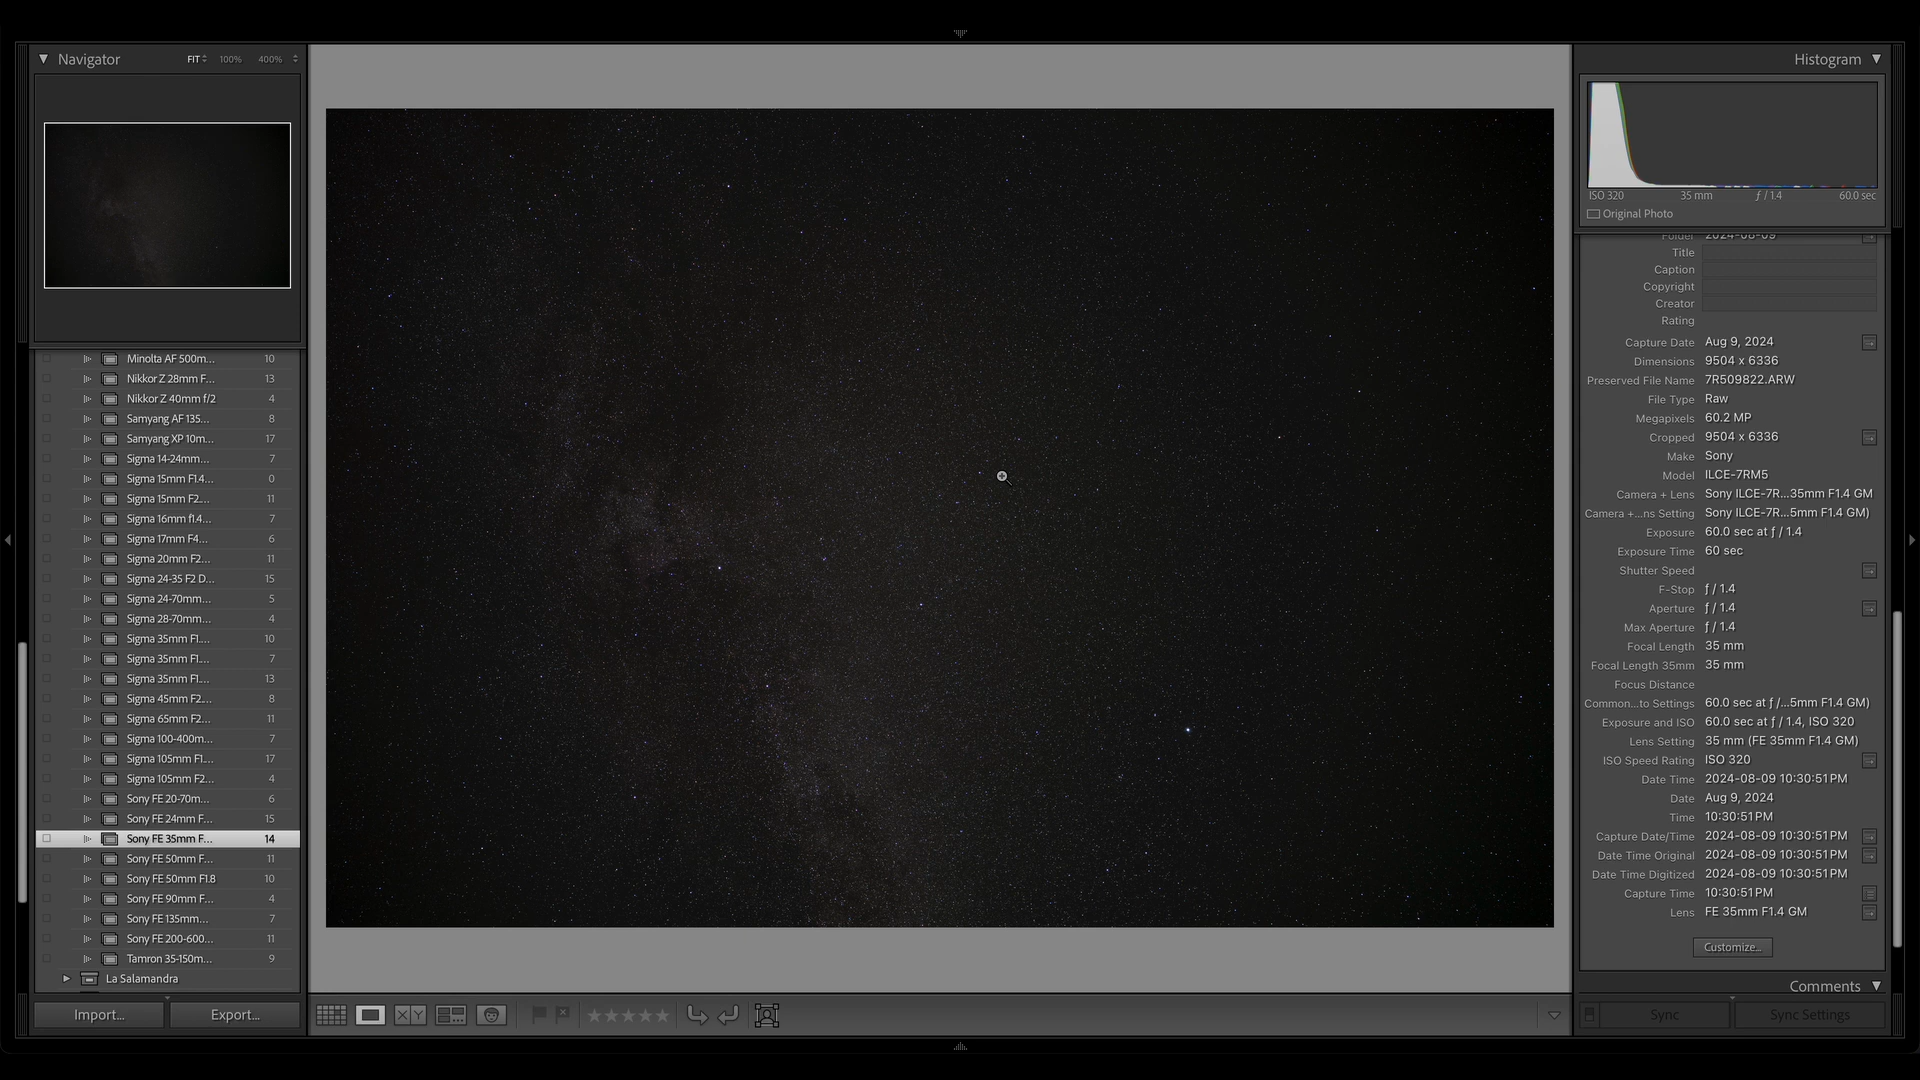 Navigator
FIT
100%
400%
Minolta AF 500m... 10
Nikkor Z 28mm F... 13
Nikkor Z 40mm f/2 4
Samyang AF 135... 8
Samyang XP 10m... 17
Sigma 14-24mm... 7
Sigma 15mm F1.4... 0
Sigma 15mm F2.... 11
Sigma 16mm f1.4... 7
Sigma 17mm F4... 6
Sigma 20mm F2... 11
Sigma 24-35 F2 D... 15
Sigma 24-70mm... 5
Sigma 28-70mm... 4
Sigma 35mm F1.... 10
Sigma 35mm F1.... 7
Sigma 35mm F1.... 13
Sigma 45mm F2.... 8
Sigma 65mm F2... 11
Sigma 100-400m... 7
Sigma 105mm F1... 17
Sigma 105mm F2... 4
Sony FE 20-70m... 6
Sony FE 24mm F... 15
Sony FE 35mm F... 14
Sony FE 50mm F... 11
Sony FE 50mm F1.8 10
Sony FE 90mm F... 4
Sony FE 135mm... 7
Sony FE 200-600... 11
Tamron 35-150m... 9
La Salamandra
Import...
Export...
XY
Histogram
ISO 320 35 mm ƒ / 1.4 60.0 sec
Original Photo
Folder 2024-08-09
Title
Caption
Copyright
Creator
Rating
Capture Date Aug 9, 2024
Dimensions 9504 x 6336
Preserved File Name 7R509822.ARW
File Type Raw
Megapixels 60.2 MP
Cropped 9504 x 6336
Make Sony
Model ILCE-7RM5
Camera + Lens Sony ILCE-7R...35mm F1.4 GM
Camera +...ns Setting Sony ILCE-7R...5mm F1.4 GM)
Exposure 60.0 sec at ƒ / 1.4
Exposure Time 60 sec
Shutter Speed
F-Stop ƒ / 1.4
Aperture ƒ / 1.4
Max Aperture ƒ / 1.4
Focal Length 35 mm
Focal Length 35mm 35 mm
Focus Distance
Common...to Settings 60.0 sec at ƒ /...5mm F1.4 GM)
Exposure and ISO 60.0 sec at ƒ / 1.4, ISO 320
Lens Setting 35 mm (FE 35mm F1.4 GM)
ISO Speed Rating ISO 320
Date Time 2024-08-09 10:30:51 PM
Date Aug 9, 2024
Time 10:30:51 PM
Capture Date/Time 2024-08-09 10:30:51 PM
Date Time Original 2024-08-09 10:30:51 PM
Date Time Digitized 2024-08-09 10:30:51 PM
Capture Time 10:30:51 PM
Lens FE 35mm F1.4 GM
Customize...
Comments
Sync
Sync Settings